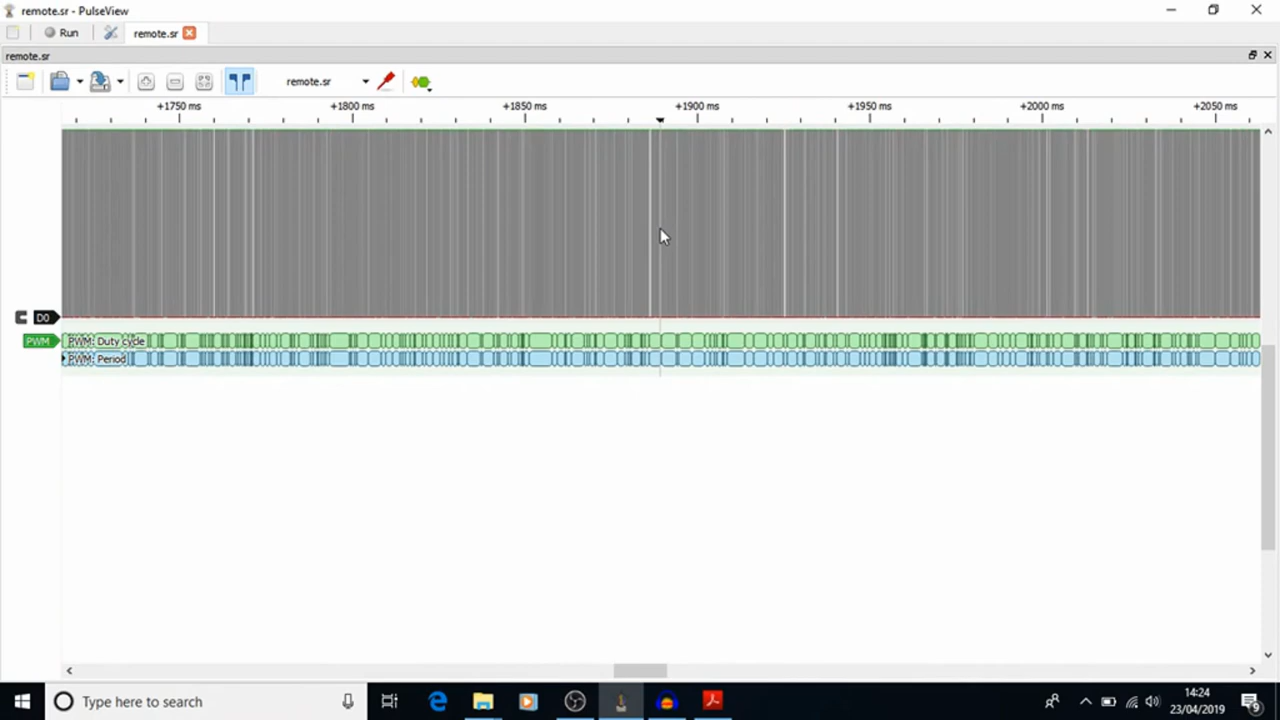 remote.sr - PulseView
Run
remote.sr
remote.sr
remote.sr
+1750 ms +1800 ms +1850 ms +1900 ms +1950 ms +2000 ms +2050 ms
D0
PWM PWM: Duty cycle
PWM: Period
Type here to search
14:24
23/04/2019
9